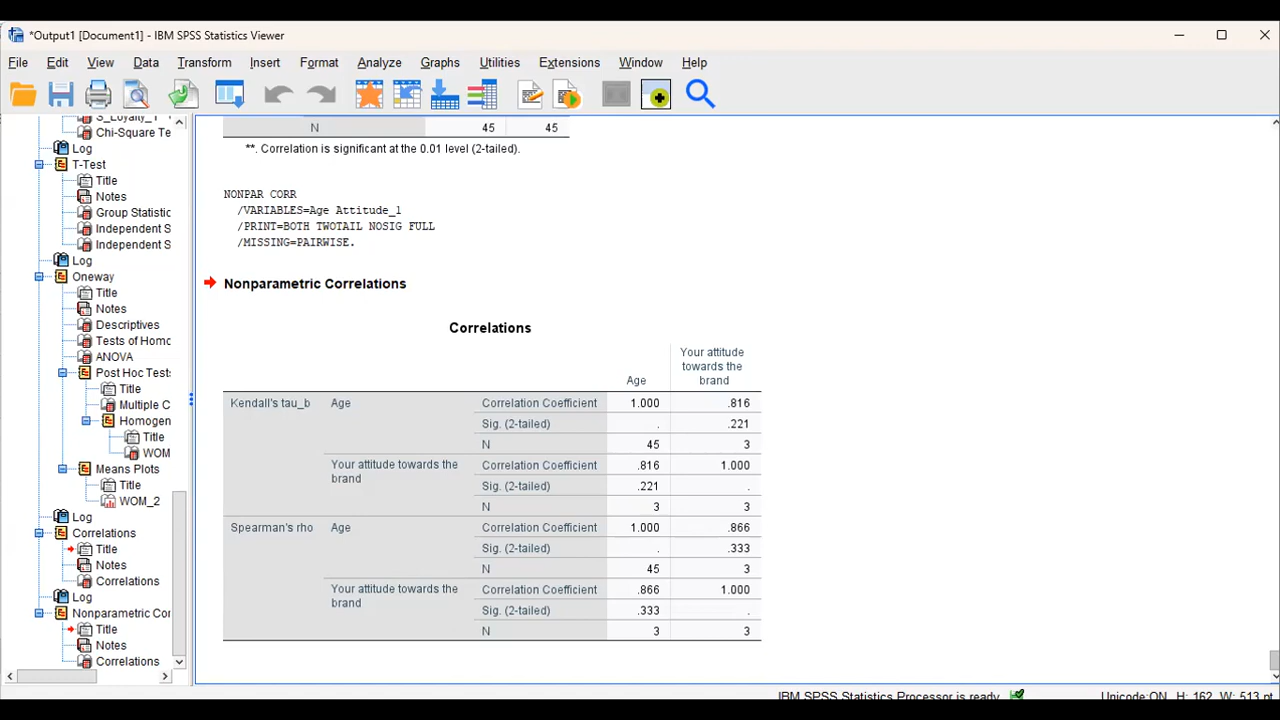 *Output1 [Document1] - IBM SPSS Statistics Viewer
File Edit View Data Transform Insert Format Analyze Graphs Utilities Extensions Window Help
S_Loyalty_1
Chi-Square Te
Log
T-Test
Title
Notes
Group Statistic
Independent S
Independent S
Log
Oneway
Title
Notes
Descriptives
Tests of Homo
ANOVA
Post Hoc Test
Title
Multiple C
Homogen
Title
WOM
Means Plots
Title
WOM_2
Log
Correlations
Title
Notes
Correlations
Log
Nonparametric Cor
Title
Notes
Correlations
N 45 45
**. Correlation is significant at the 0.01 level (2-tailed).
NONPAR CORR
/VARIABLES=Age Attitude_1
/PRINT=BOTH TWOTAIL NOSIG FULL
/MISSING=PAIRWISE.
Nonparametric Correlations
Correlations
Your attitude
towards the
Age brand
Kendall's tau_b Age Correlation Coefficient 1.000 .816
Sig. (2-tailed) . .221
N 45 3
Your attitude towards the Correlation Coefficient .816 1.000
brand Sig. (2-tailed) .221 .
N 3 3
Spearman's rho Age Correlation Coefficient 1.000 .866
Sig. (2-tailed) . .333
N 45 3
Your attitude towards the Correlation Coefficient .866 1.000
brand Sig. (2-tailed) .333 .
N 3 3
IBM SPSS Statistics Processor is ready Unicode:ON H: 162, W: 513 pt